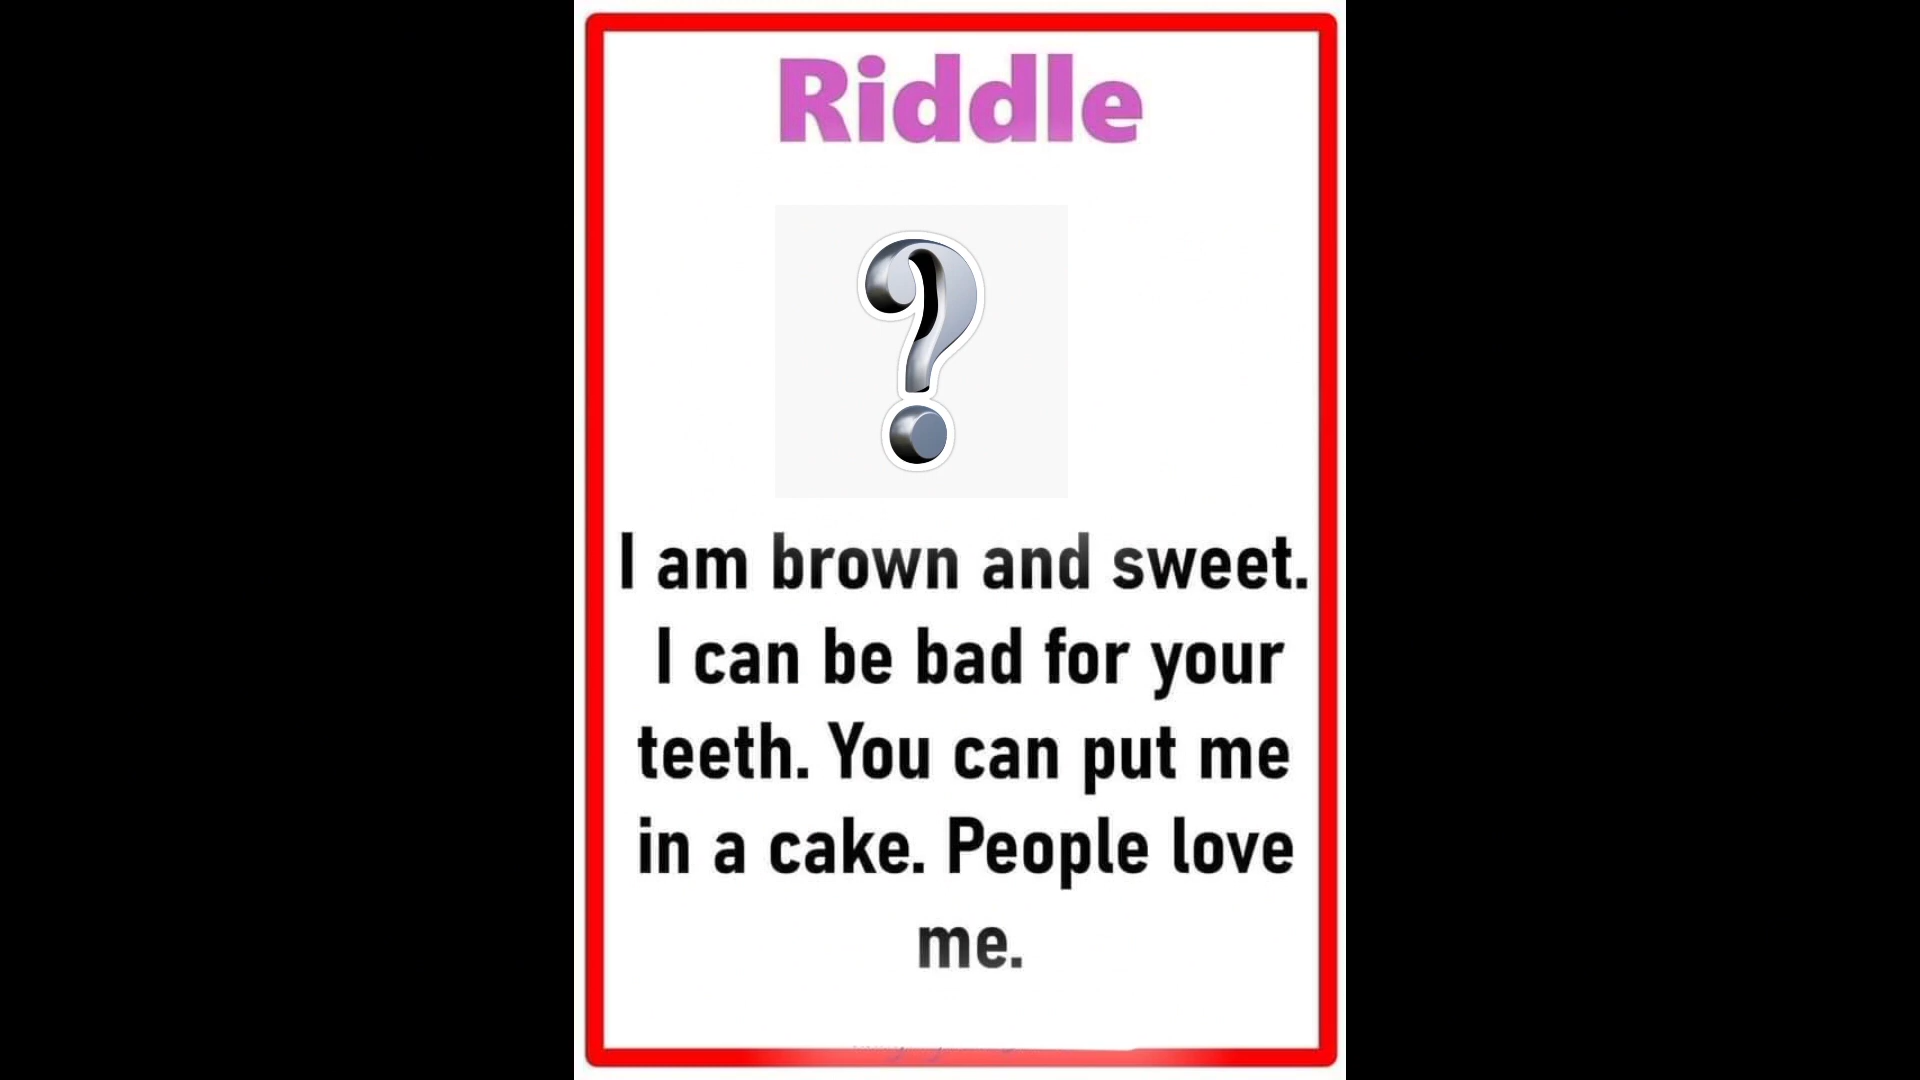 Riddle
I am brown and sweet.
I can be bad for your
teeth. You can put me
in a cake. People love
me.